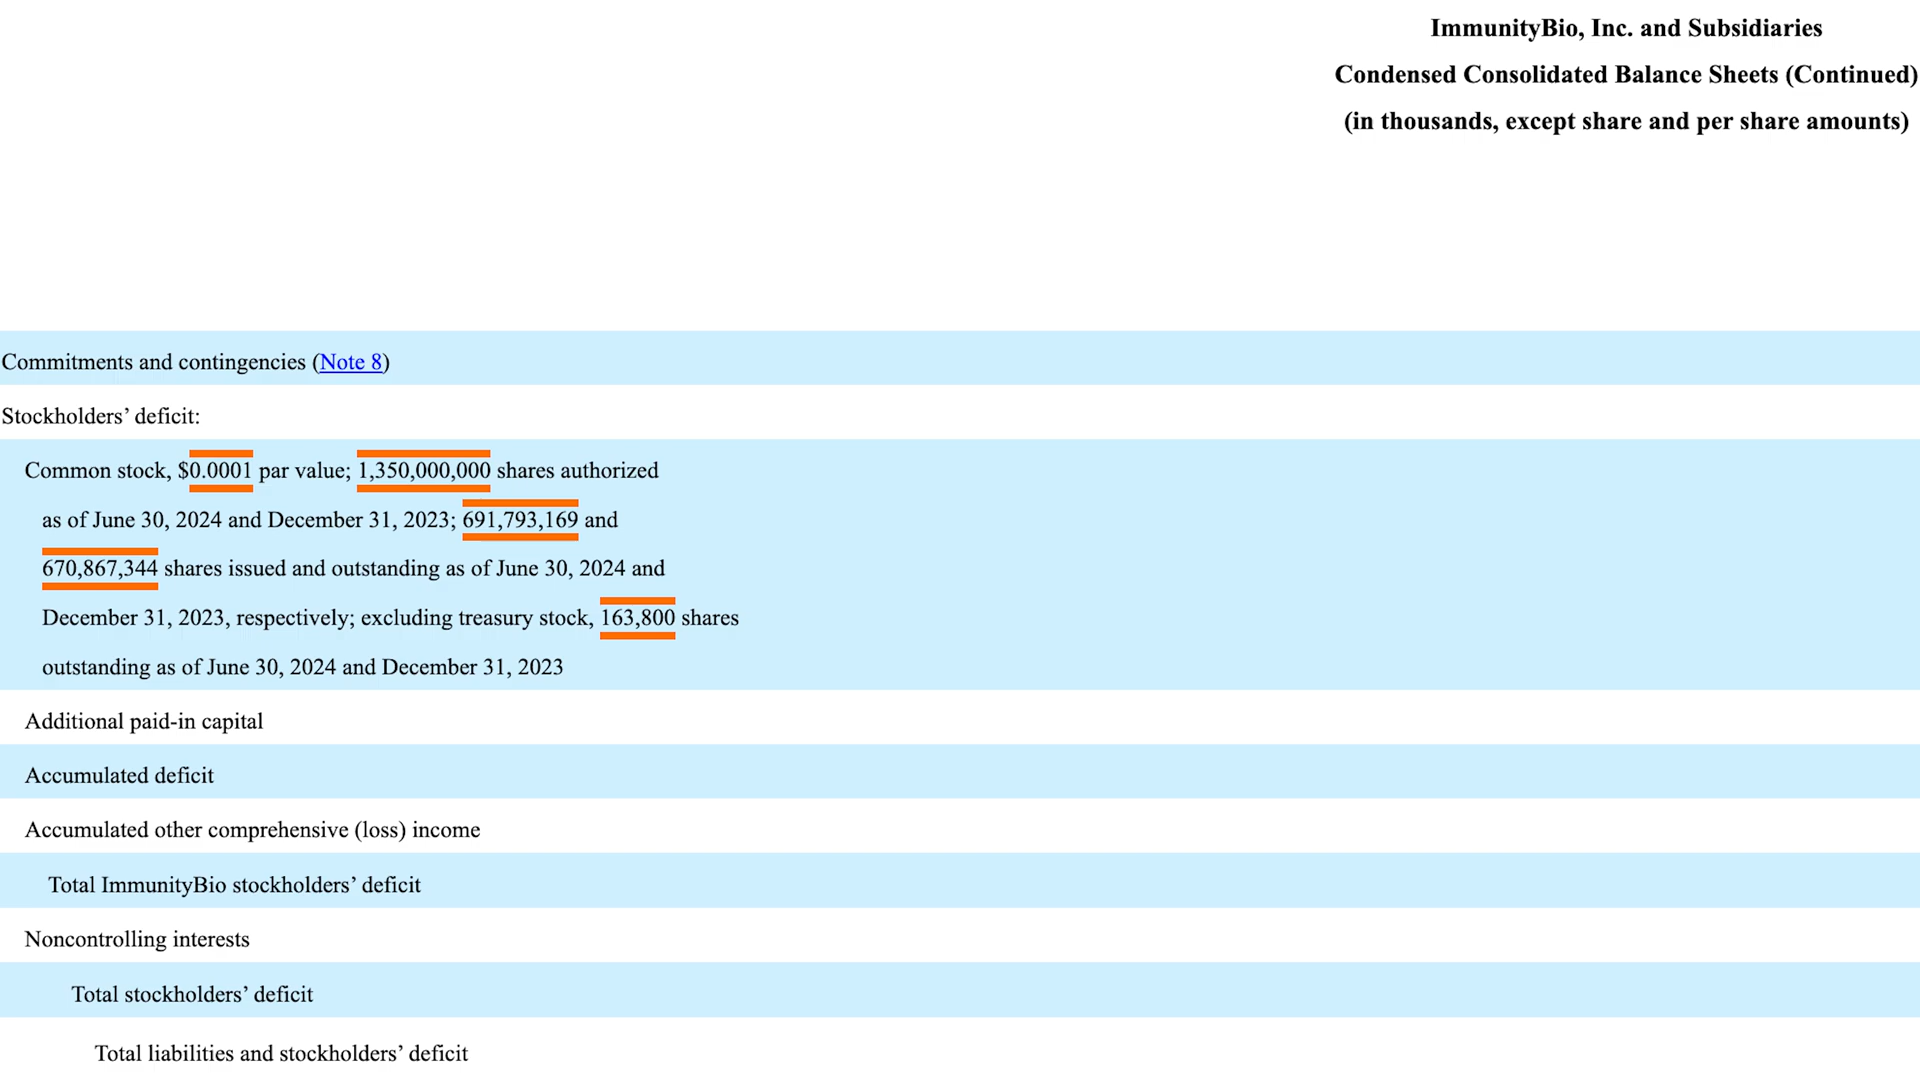 ImmunityBio, Inc. and Subsidiaries
Condensed Consolidated Balance Sheets (Continued)
(in thousands, except share and per share amounts)
Commitments and contingencies (Note 8)
Stockholders’ deficit:
Common stock, $0.0001 par value; 1,350,000,000 shares authorized
as of June 30, 2024 and December 31, 2023; 691,793,169 and
670,867,344 shares issued and outstanding as of June 30, 2024 and
December 31, 2023, respectively; excluding treasury stock, 163,800 shares
outstanding as of June 30, 2024 and December 31, 2023
Additional paid-in capital
Accumulated deficit
Accumulated other comprehensive (loss) income
Total ImmunityBio stockholders’ deficit
Noncontrolling interests
Total stockholders’ deficit
Total liabilities and stockholders’ deficit